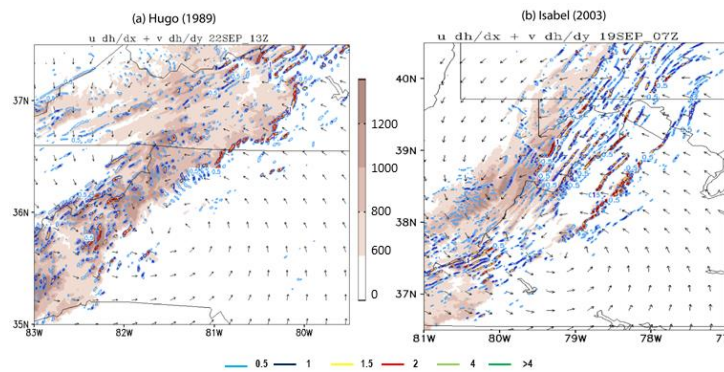 (a) Hugo (1989)
u dh/dx + v dh/dy 22SEP_13Z
37N
36N
35N
83W 82W 81W 80W
1200
1000
800
600
0
(b) Isabel (2003)
u dh/dx + v dh/dy 19SEP_07Z
40N
39N
38N
37N
81W 80W 79W 78W 77
0.5 1 1.5 2 4 >4